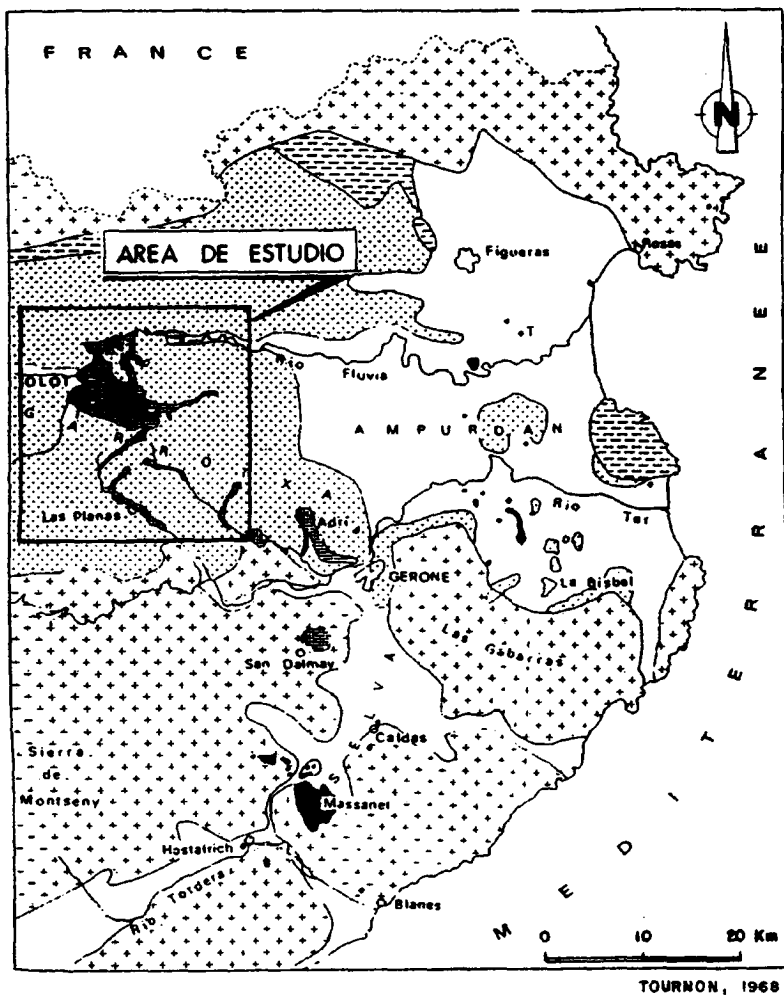 FRANCE
N
AREA DE ESTUDIO
Figueras
Rosas
T
OLOT
Rio Fluvia
AMPURDAN
GARROTXA
Las Planas
Adri
Rio Ter
GERONE
La Bisbal
Las Gabarras
San Dalmay
SELVA
Caldas
Sierra de Montseny
Massanet
Hostalrich
Rio Tordera
Blanes
MEDITERRANEE
0 10 20 Km
TOURNON, 1968